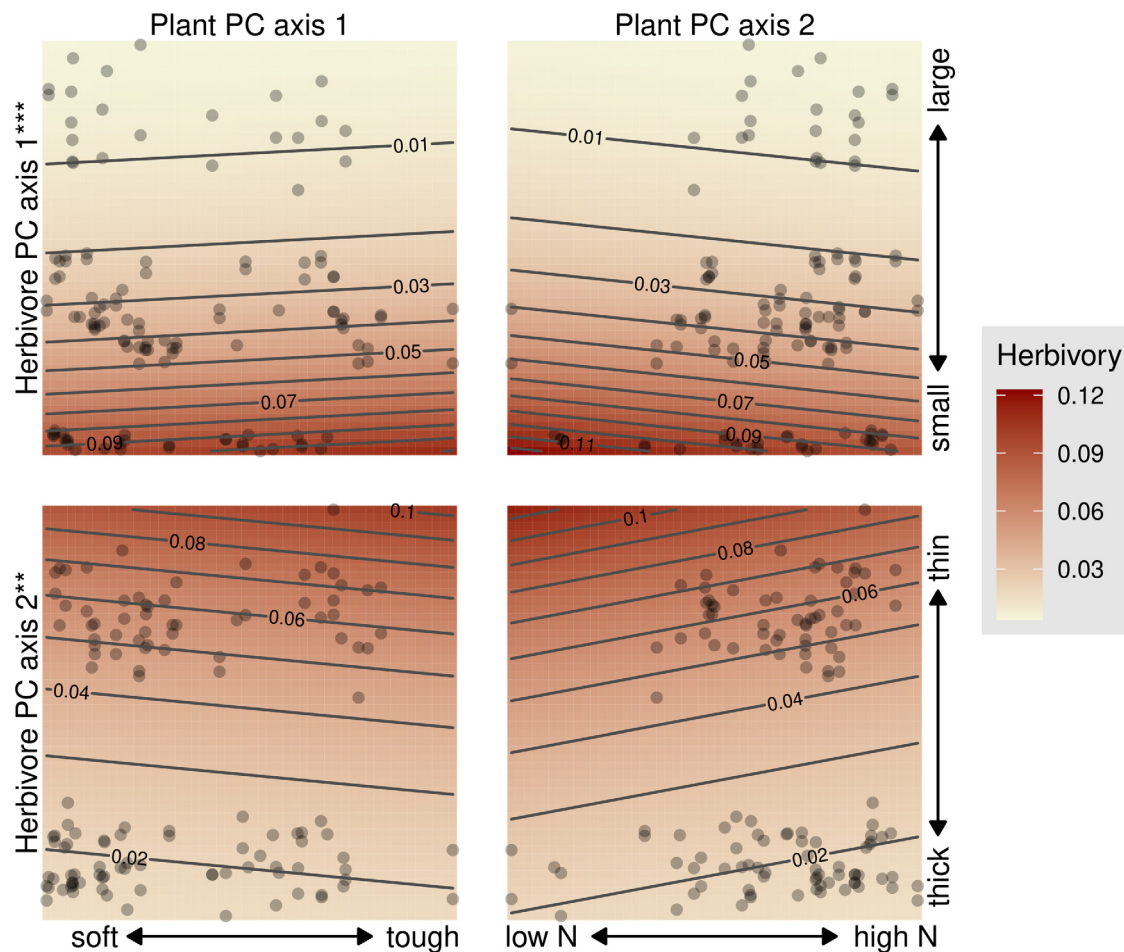 Plant PC axis 1
Plant PC axis 2
Herbivore PC axis 1***
0.01
0.03
0.05
0.07
0.09
0.01
0.03
0.05
0.07
0.09
0.11
large
small
Herbivory
0.12
0.09
0.06
0.03
Herbivore PC axis 2**
0.1
0.08
0.06
0.04
0.02
0.1
0.08
0.06
0.04
0.02
thin
thick
soft
tough
low N
high N